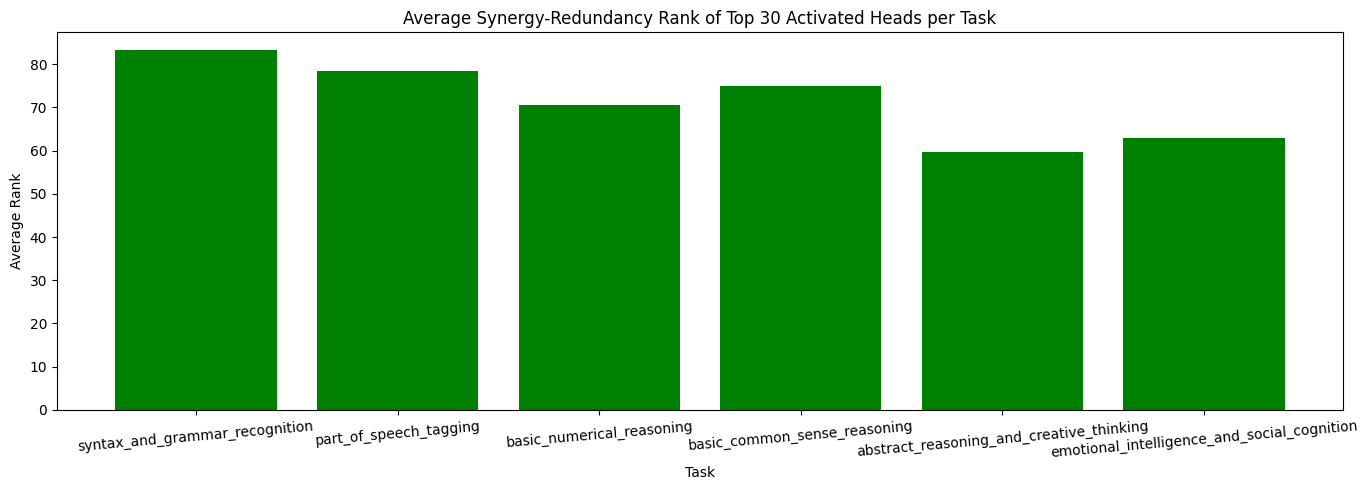 Average Synergy-Redundancy Rank of Top 30 Activated Heads per Task
Average Rank
80
70
60
50
40
30
20
10
0
syntax_and_grammar_recognition
part_of_speech_tagging
basic_numerical_reasoning
basic_common_sense_reasoning
abstract_reasoning_and_creative_thinking
emotional_intelligence_and_social_cognition
Task